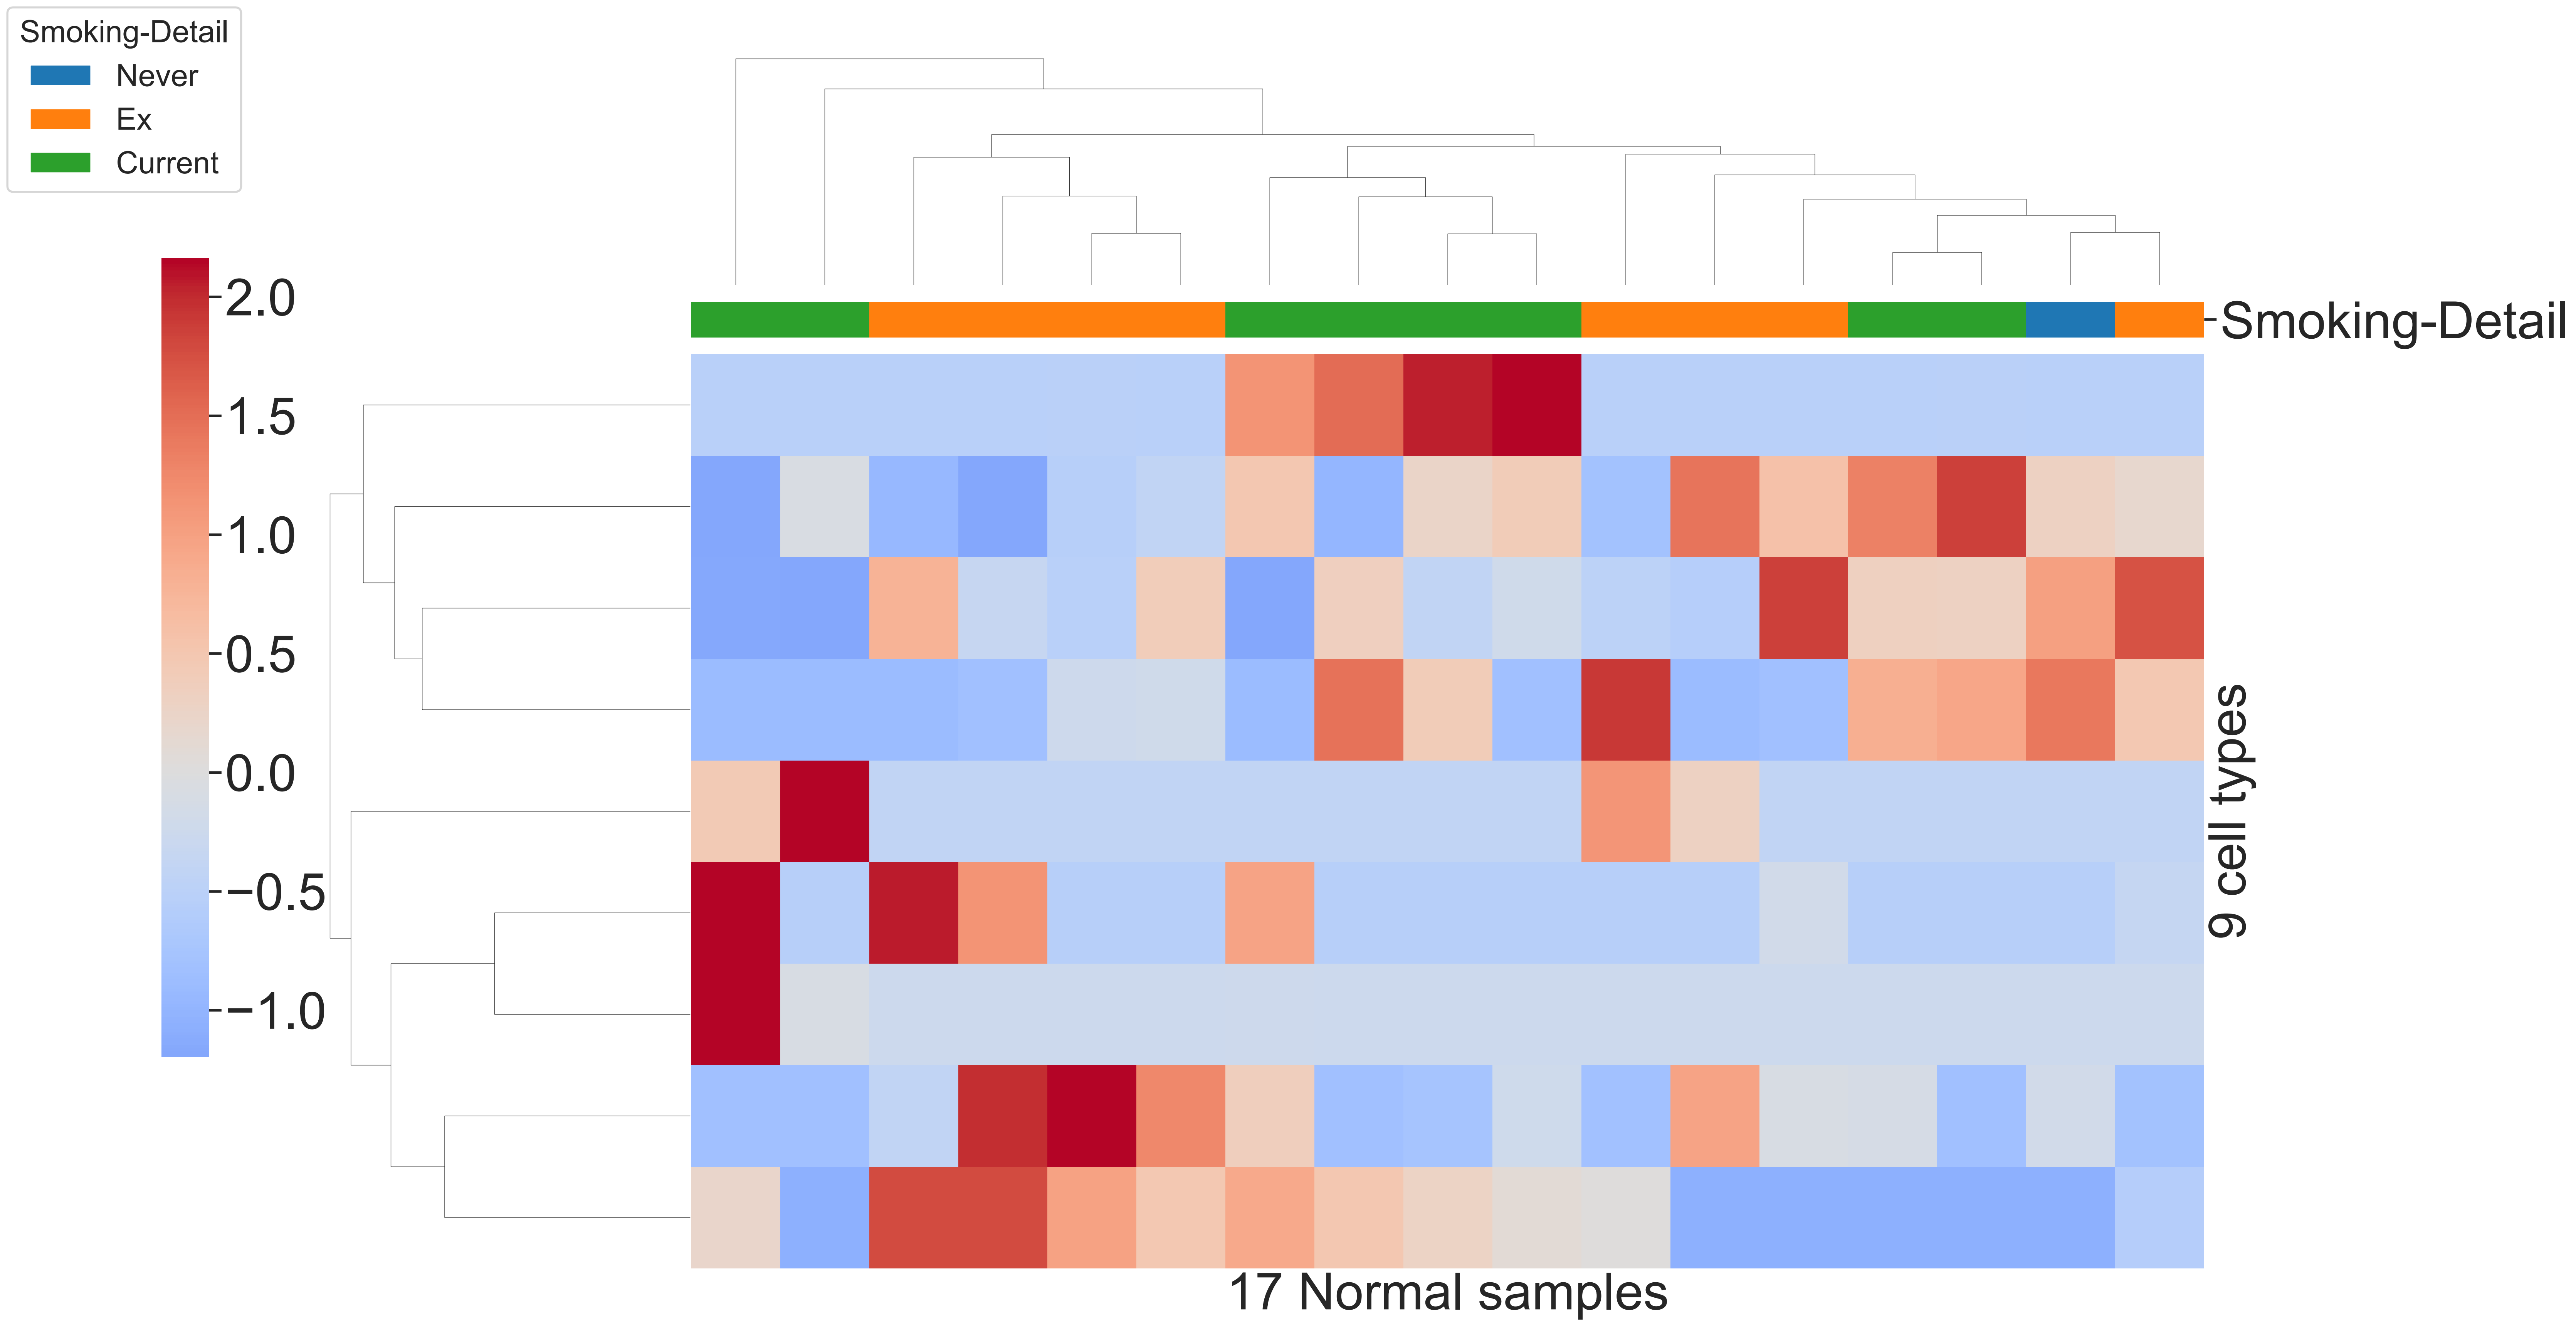 Smoking-Detail
Never
Ex
Current
2.0
1.5
1.0
0.5
0.0
−0.5
−1.0
Smoking-Detail
9 cell types
17 Normal samples